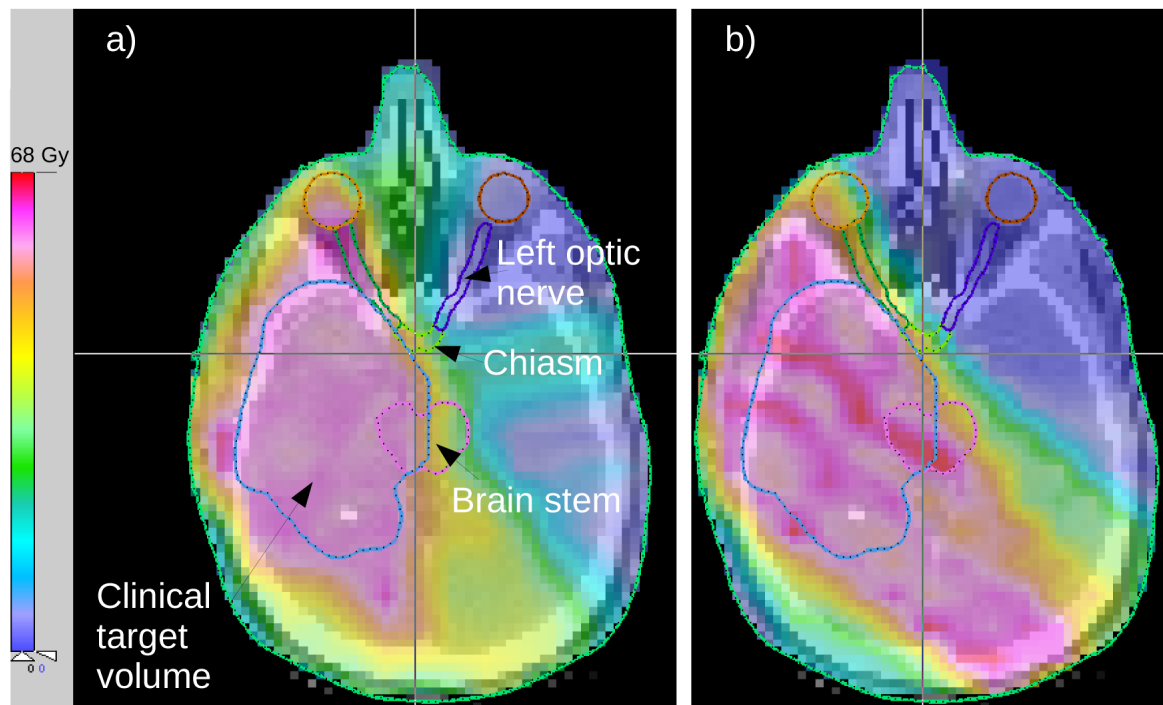 a)
b)
68 Gy
Left optic
nerve
Chiasm
Brain stem
Clinical
target
volume
0 0